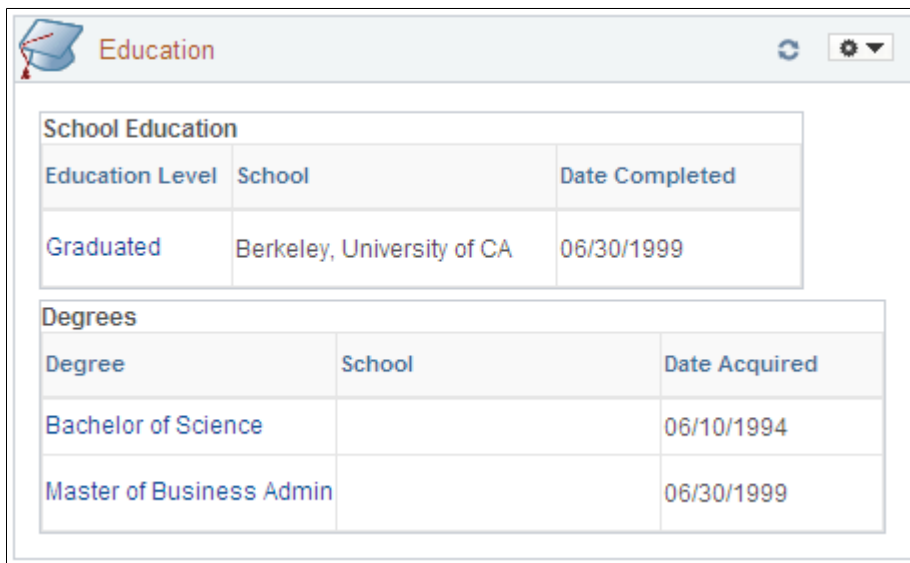 Education
School Education
Education Level School Date Completed
Graduated Berkeley, University of CA 06/30/1999
Degrees
Degree School Date Acquired
Bachelor of Science 06/10/1994
Master of Business Admin 06/30/1999